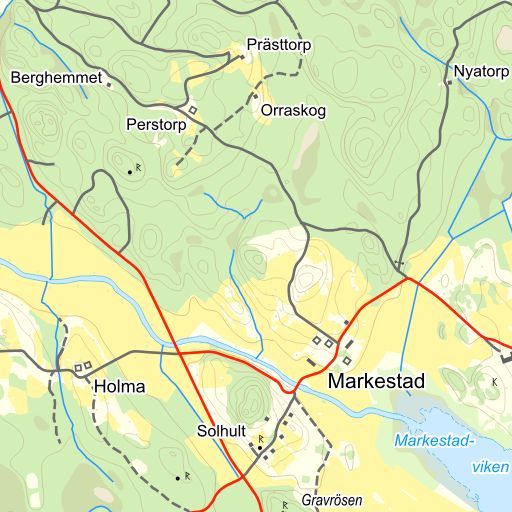 Prästtorp
Berghemmet
Nyatorp
Orraskog
Perstorp
R
Markestad
K
Holma
Solhult
R
Markestad-
viken
R
Gravrösen